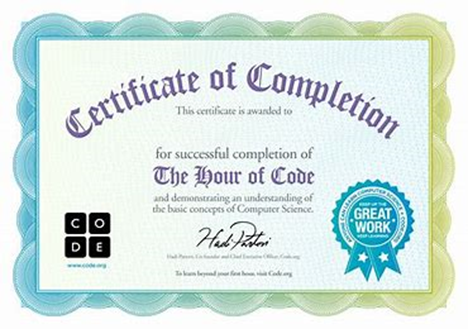 Certificate of Completion
This certificate is awarded to
for successful completion of
The Hour of Code
and demonstrating an understanding of
the basic concepts of Computer Science.
Hadi Partovi
Hadi Partovi, Co-founder and Chief Executive Officer, Code.org
To learn beyond your first hour, visit Code.org
C O
D E
www.code.org
ANYONE CAN LEARN COMPUTER SCIENCE
KEEP UP THE
GREAT
WORK
KEEP LEARNING